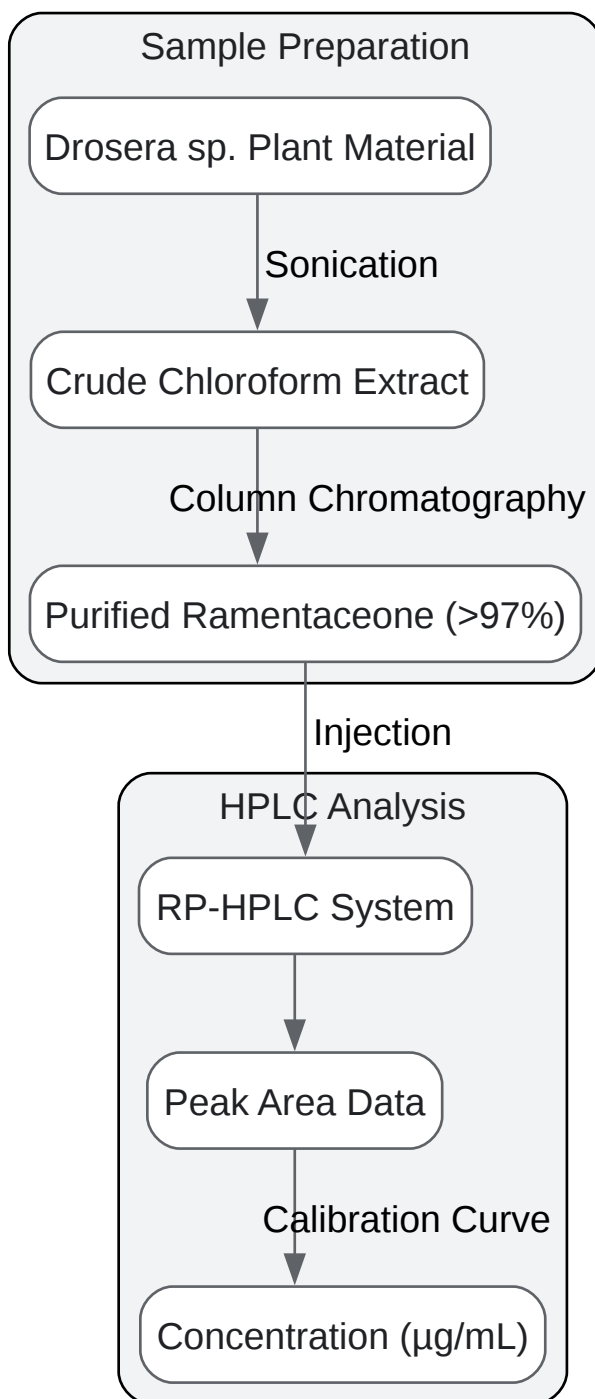 Sample Preparation
Drosera sp. Plant Material
Sonication
Crude Chloroform Extract
Column Chromatography
Purified Ramentaceone (>97%)
Injection
HPLC Analysis
RP-HPLC System
Peak Area Data
Calibration Curve
Concentration (µg/mL)